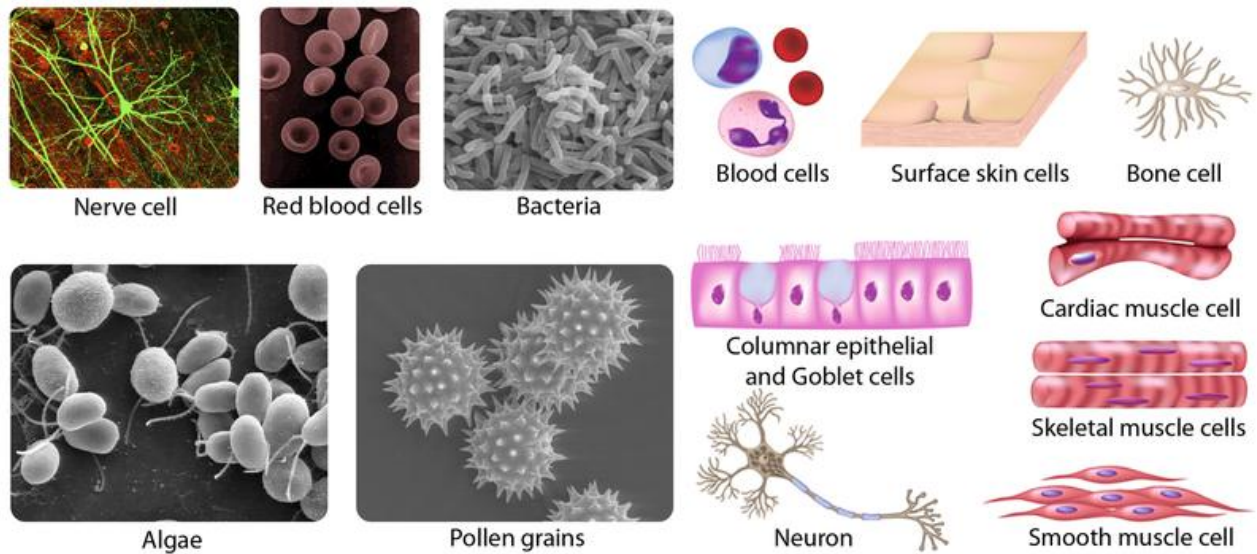 Nerve cell
Red blood cells
Bacteria
Blood cells
Surface skin cells
Bone cell
Cardiac muscle cell
Columnar epithelial
and Goblet cells
Skeletal muscle cells
Algae
Pollen grains
Neuron
Smooth muscle cell